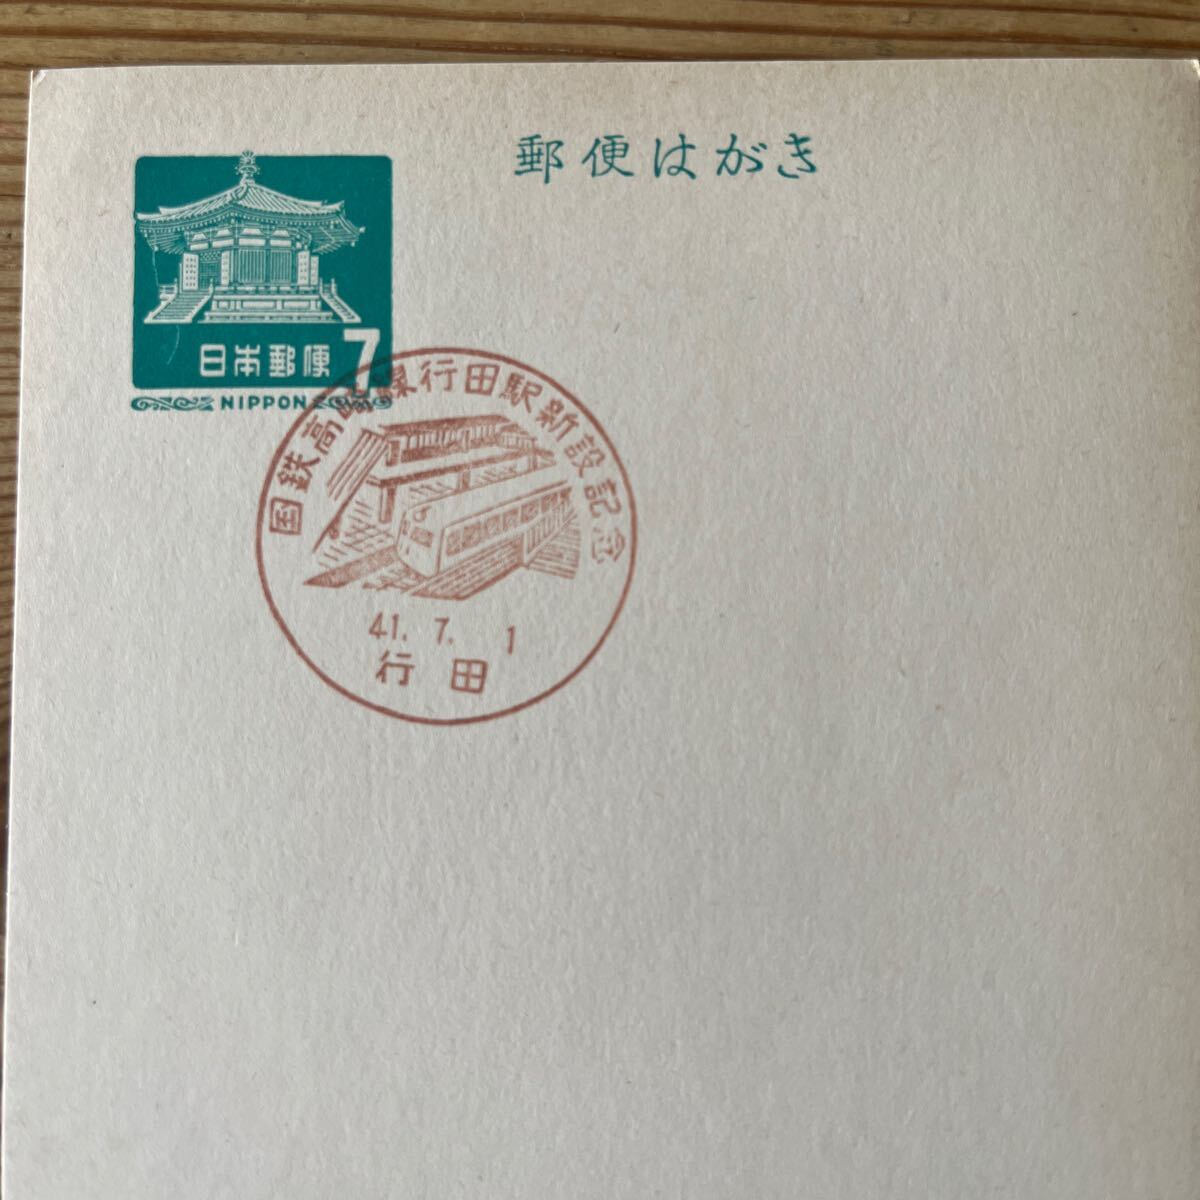 郵便はがき
日本郵便 7
NIPPON
国鉄高崎線行田駅新設記念
41. 7. 1
行田